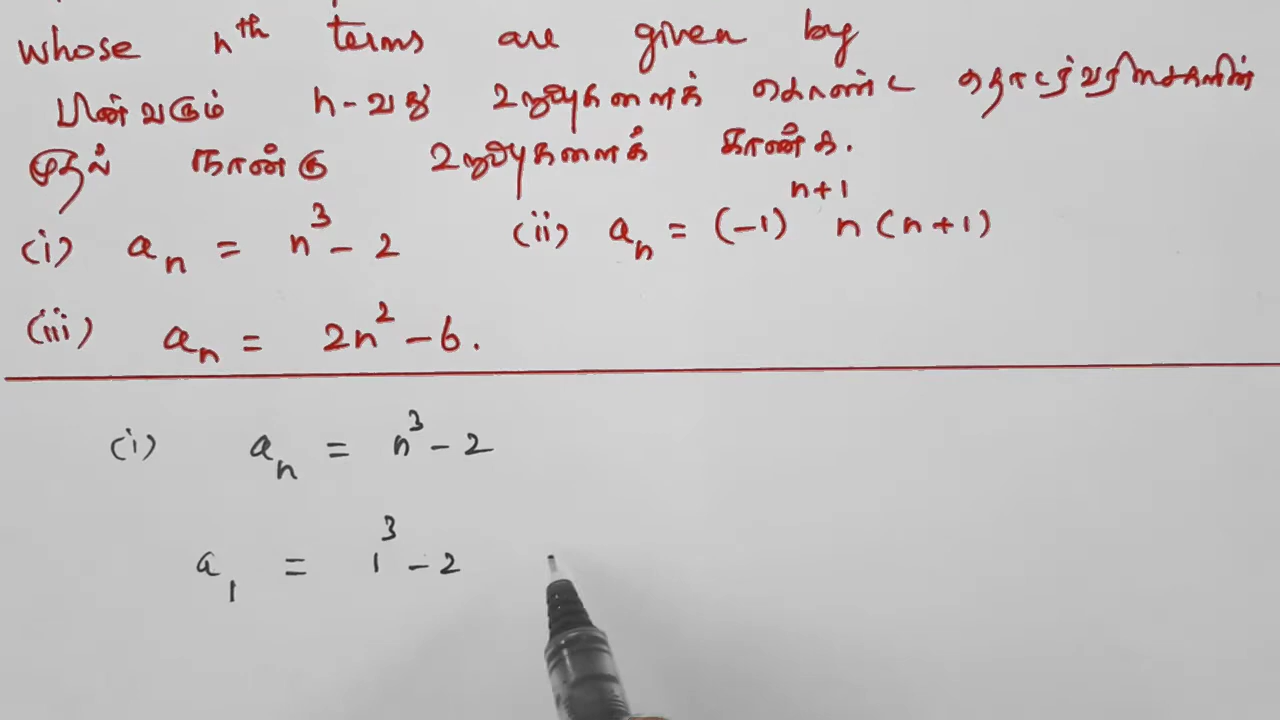 whose nth terms are given by
பின்வரும் n-வது உறுப்புகளைக் கொண்ட தொடர்வரிசைகளின்
முதல் நான்கு உறுப்புகளைக் காண்க.
(i) aₙ = n³ - 2 (ii) aₙ = (-1)ⁿ⁺¹ n(n+1)
(iii) aₙ = 2n² - 6.
(i) aₙ = n³ - 2
a₁ = 1³ - 2